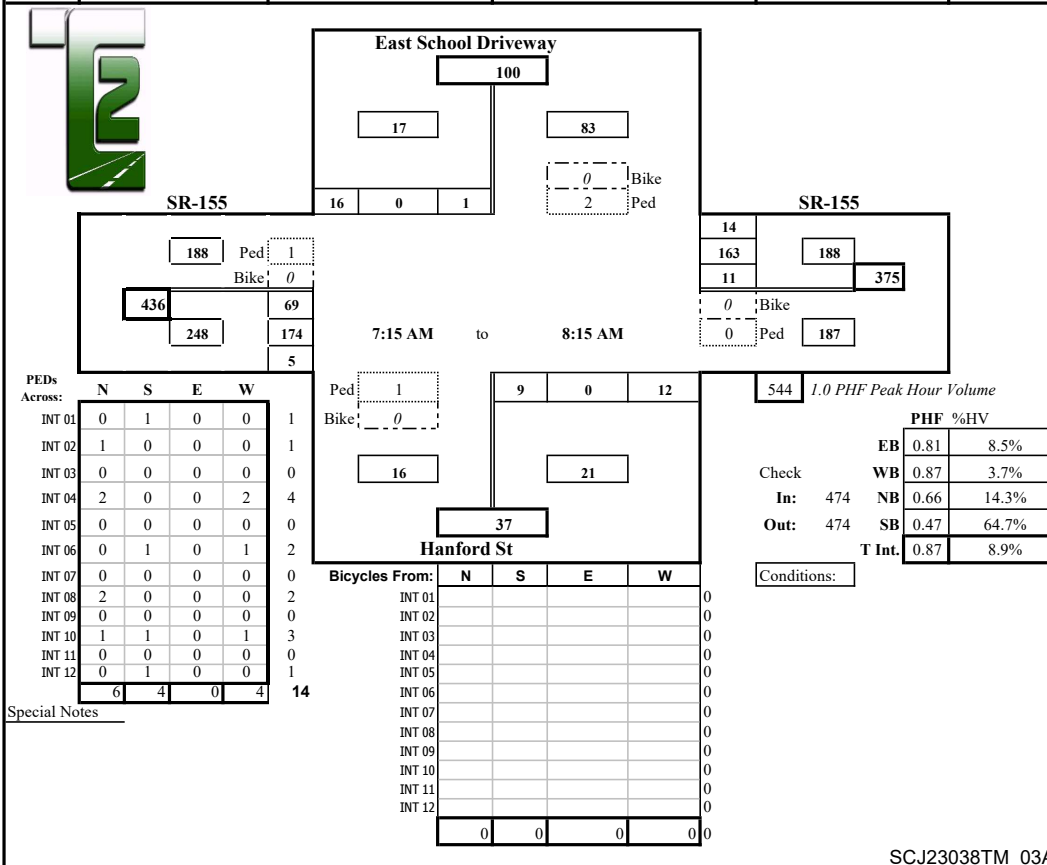 T2
East School Driveway
100
17 83
0 Bike
2 Ped
SR-155
16 0 1
SR-155
14
188 Ped 1
163 188
Bike 0
11 375
436 69
0 Bike
248 174
7:15 AM to 8:15 AM
0 Ped 187
5
PEDs Across: N S E W
Ped 1
9 0 12
544 1.0 PHF Peak Hour Volume
INT 01 0 1 0 0 1
Bike 0
PHF %HV
INT 02 1 0 0 0 1
EB 0.81 8.5%
INT 03 0 0 0 0 0
16 21
Check WB 0.87 3.7%
INT 04 2 0 0 2 4
In: 474 NB 0.66 14.3%
INT 05 0 0 0 0 0
37
Out: 474 SB 0.47 64.7%
INT 06 0 1 0 1 2
Hanford St
T Int. 0.87 8.9%
INT 07 0 0 0 0 0
Bicycles From: N S E W
Conditions:
INT 08 2 0 0 0 2
INT 01 0
INT 09 0 0 0 0 0
INT 02 0
INT 10 1 1 0 1 3
INT 03 0
INT 11 0 0 0 0 0
INT 04 0
INT 12 0 1 0 0 1
INT 05 0
6 4 0 4 14
INT 06 0
Special Notes
INT 07 0
INT 08 0
INT 09 0
INT 10 0
INT 11 0
INT 12 0
0 0 0 0 0